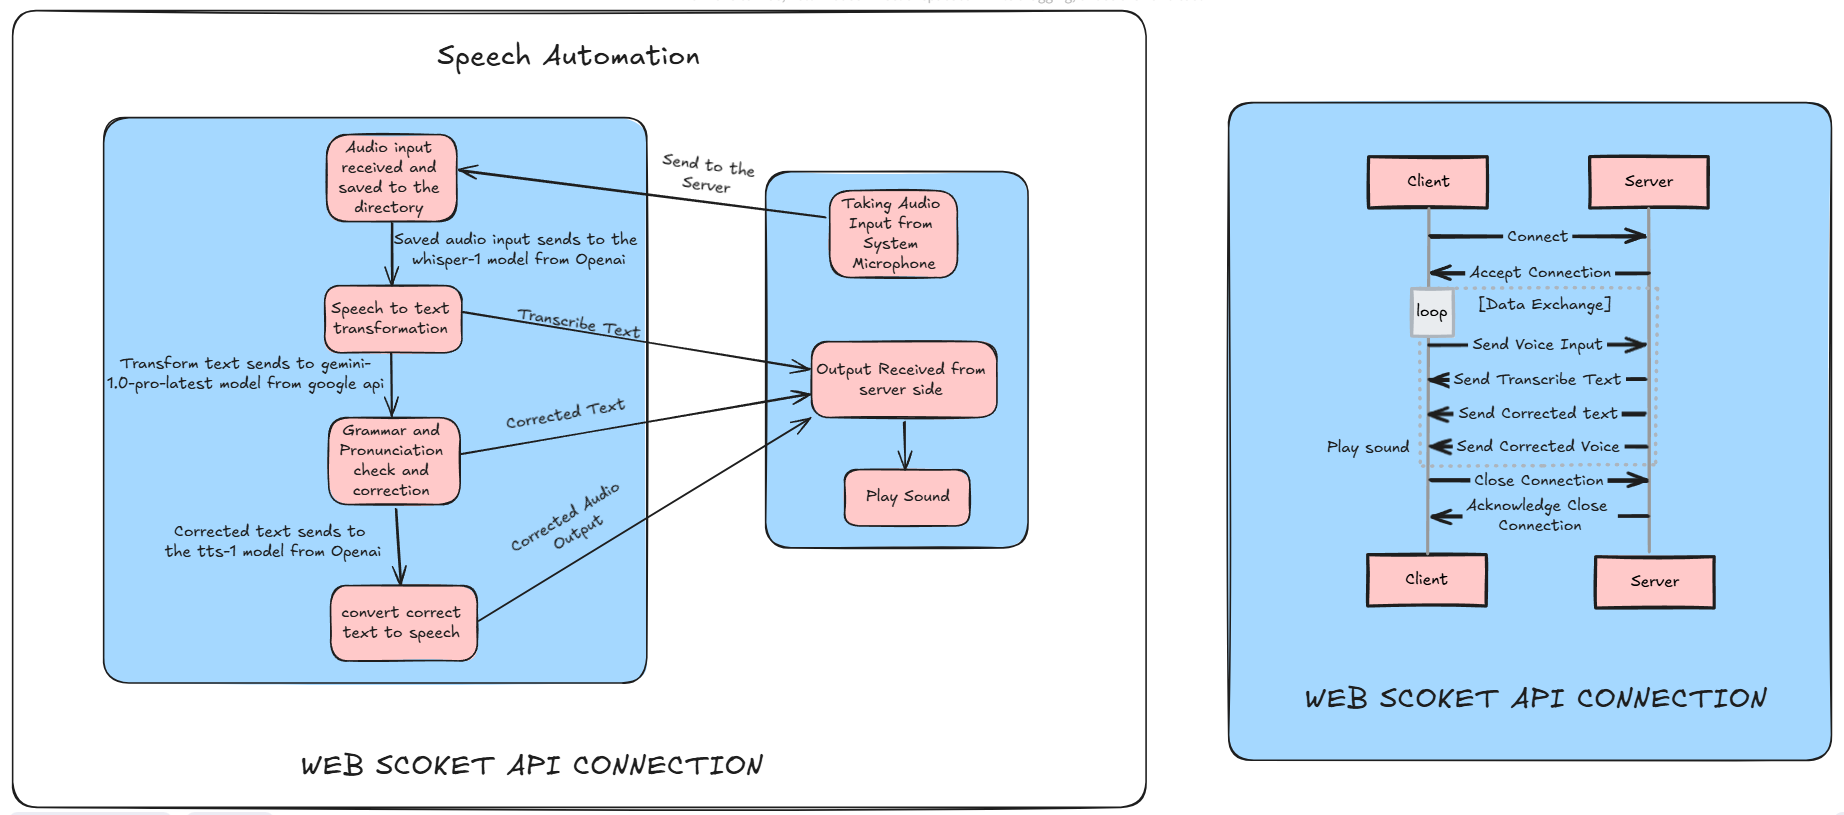 Speech Automation
Audio input
received and
saved to the
directory
Send to the
Server
Taking Audio
Input from
System
Microphone
Saved audio input sends to the
whisper-1 model from Openai
Speech to text
transformation
Transcribe Text
Transform text sends to gemini-
1.0-pro-latest model from google api
Output Received from
server side
Corrected Text
Grammar and
Pronunciation
check and
correction
Play Sound
Corrected Audio
Output
Corrected text sends to
the tts-1 model from Openai
convert correct
text to speech
WEB SCOKET API CONNECTION
Client
Server
Connect
Accept Connection
loop
[Data Exchange]
Send Voice Input
Send Transcribe Text
Send Corrected text
Play sound
Send Corrected Voice
Close Connection
Acknowledge Close
Connection
Client
Server
WEB SCOKET API CONNECTION